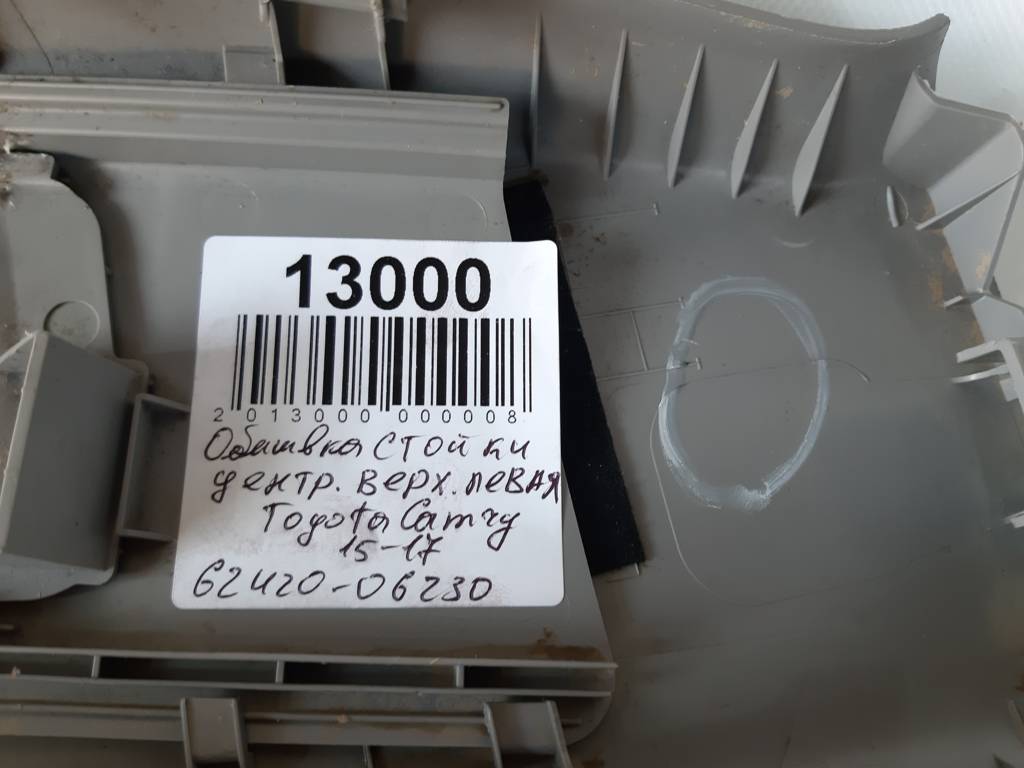 13000
2013000000008
Обшивка стойки
центр. верх. левая
Toyota Camry
15-17
62420-06230